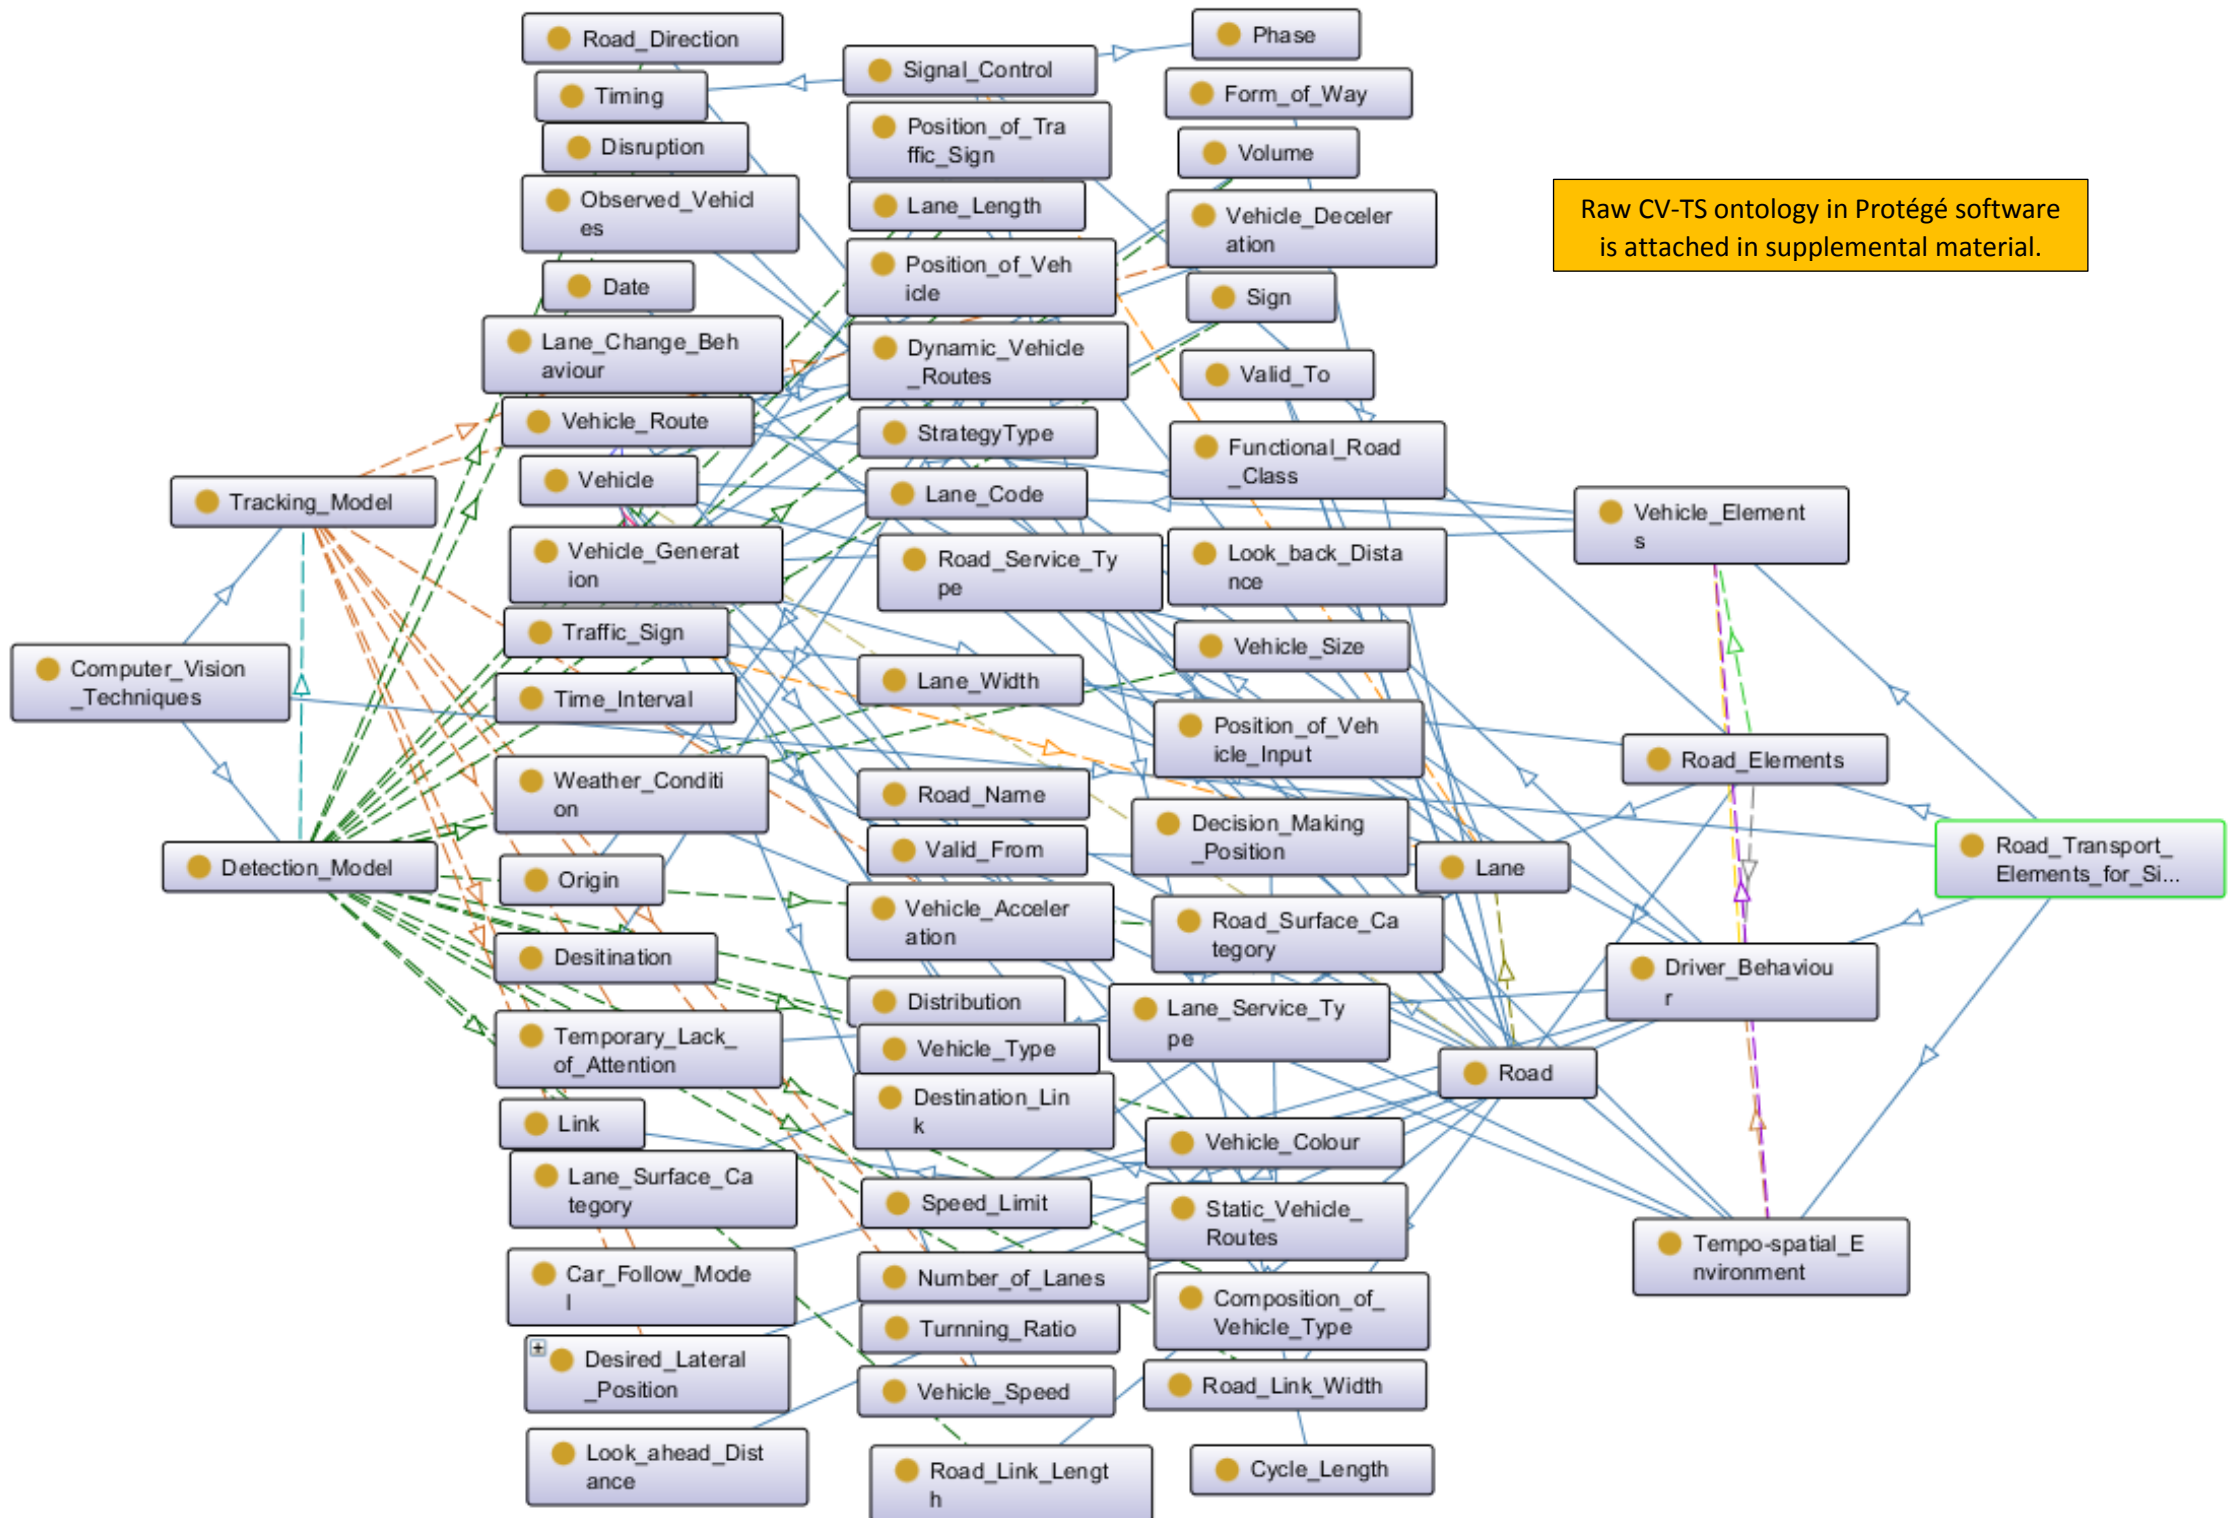 Road_Direction
Timing
Disruption
Observed_Vehicl
es
Date
Lane_Change_Beh
aviour
Vehicle_Route
Vehicle
Vehicle_Generat
ion
Traffic_Sign
Time_Interval
Weather_Conditi
on
Origin
Desitination
Temporary_Lack_
of_Attention
Link
Lane_Surface_Ca
tegory
Car_Follow_Mode
l
Desired_Lateral
_Position
Look_ahead_Dist
ance
Tracking_Model
Computer_Vision
_Techniques
Detection_Model
Signal_Control
Position_of_Tra
ffic_Sign
Lane_Length
Position_of_Veh
icle
Dynamic_Vehicle
_Routes
StrategyType
Lane_Code
Road_Service_Ty
pe
Lane_Width
Road_Name
Valid_From
Vehicle_Acceler
ation
Distribution
Vehicle_Type
Destination_Lin
k
Speed_Limit
Number_of_Lanes
Turnning_Ratio
Vehicle_Speed
Road_Link_Lengt
h
Phase
Form_of_Way
Volume
Vehicle_Deceler
ation
Sign
Valid_To
Functional_Road
_Class
Look_back_Dista
nce
Vehicle_Size
Position_of_Veh
icle_Input
Decision_Making
_Position
Road_Surface_Ca
tegory
Lane_Service_Ty
pe
Vehicle_Colour
Static_Vehicle_
Routes
Composition_of_
Vehicle_Type
Road_Link_Width
Cycle_Length
Lane
Road
Raw CV-TS ontology in Protégé software
is attached in supplemental material.
Vehicle_Element
s
Road_Elements
Driver_Behaviou
r
Tempo-spatial_E
nvironment
Road_Transport_
Elements_for_Si...